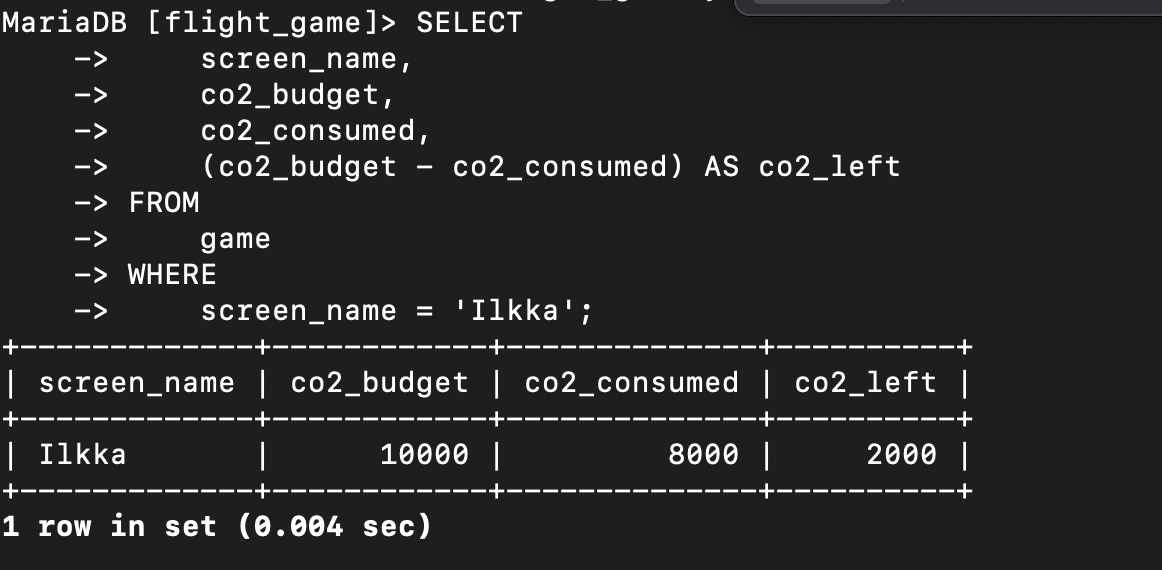 MariaDB [flight_game]> SELECT
    ->     screen_name,
    ->     co2_budget,
    ->     co2_consumed,
    ->     (co2_budget - co2_consumed) AS co2_left
    -> FROM
    ->     game
    -> WHERE
    ->     screen_name = 'Ilkka';
+-------------+------------+--------------+----------+
| screen_name | co2_budget | co2_consumed | co2_left |
+-------------+------------+--------------+----------+
| Ilkka       |      10000 |         8000 |     2000 |
+-------------+------------+--------------+----------+
1 row in set (0.004 sec)